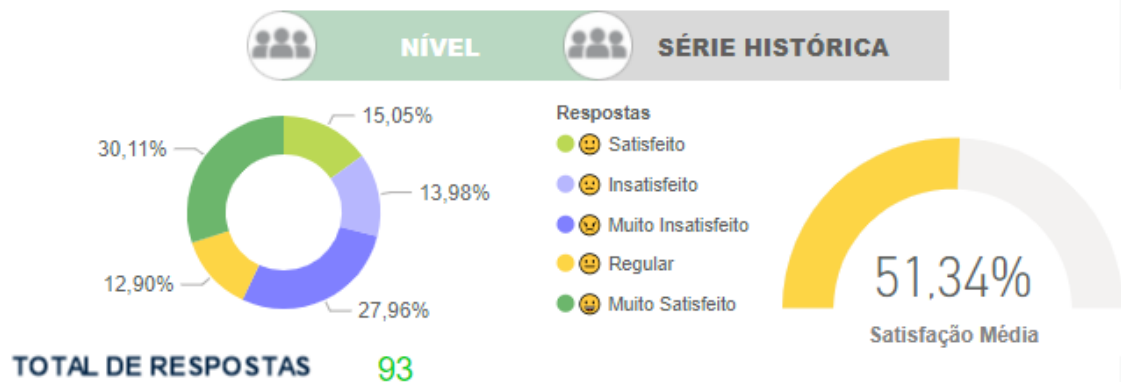 NÍVEL
SÉRIE HISTÓRICA
15,05%
30,11%
13,98%
12,90%
27,96%
Respostas
Satisfeito
Insatisfeito
Muito Insatisfeito
Regular
Muito Satisfeito
51,34%
Satisfação Média
TOTAL DE RESPOSTAS 93